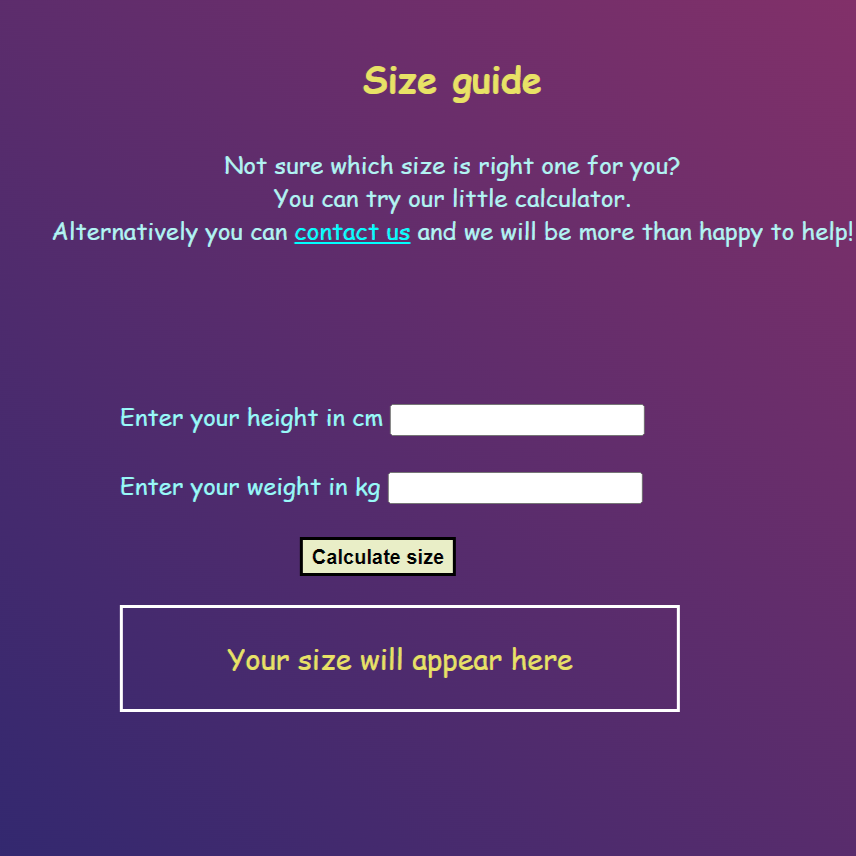 Size guide
Not sure which size is right one for you?
You can try our little calculator.
Alternatively you can contact us and we will be more than happy to help!
Enter your height in cm
Enter your weight in kg
Calculate size
Your size will appear here